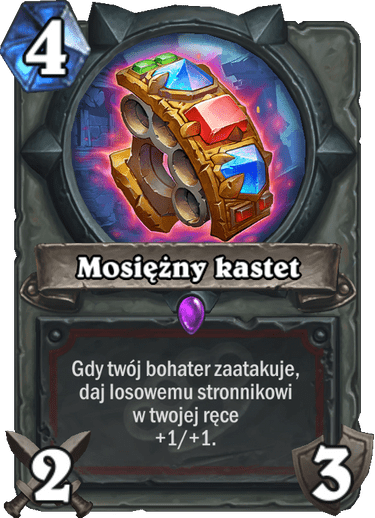 4
Mosiężny kastet
Gdy twój bohater zaatakuje,
daj losowemu stronnikowi
w twojej ręce
+1/+1.
2
3